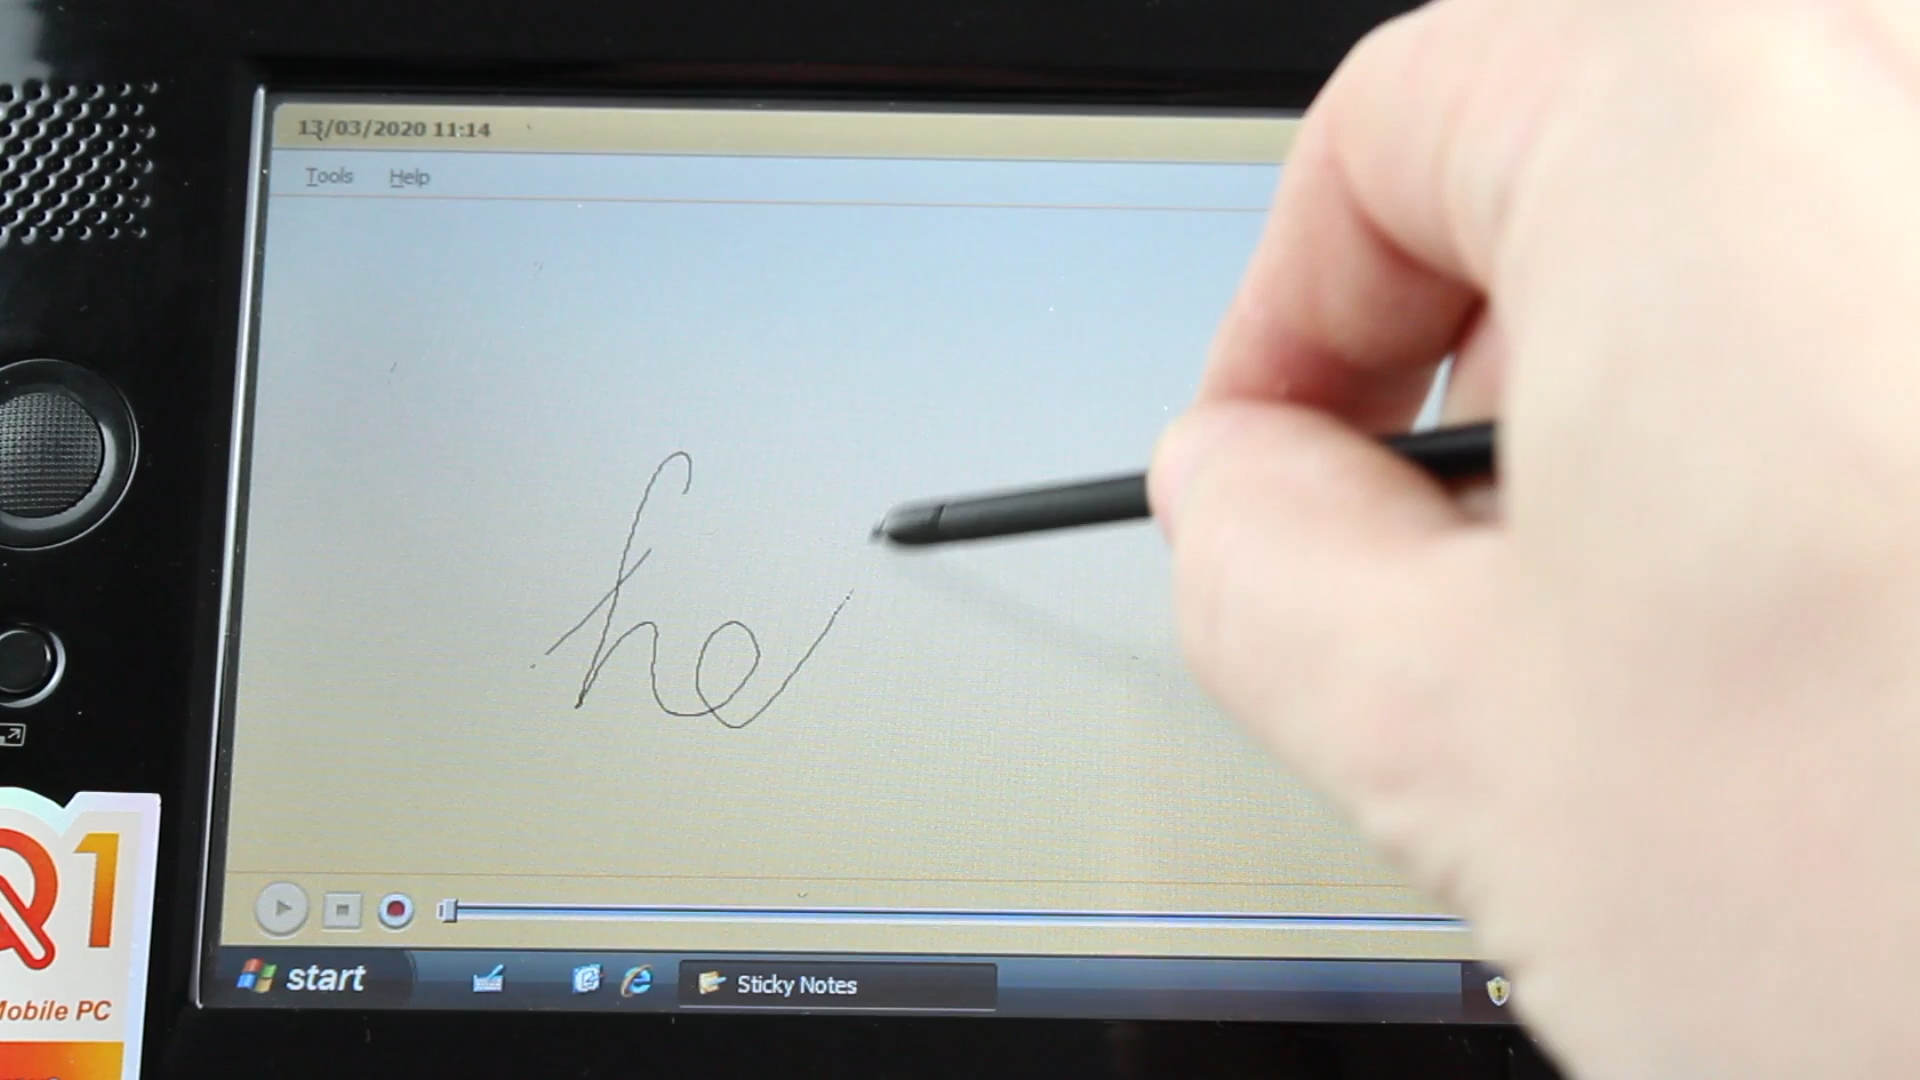 13/03/2020 11:14
Tools Help
he
Q1
Mobile PC
start
Sticky Notes